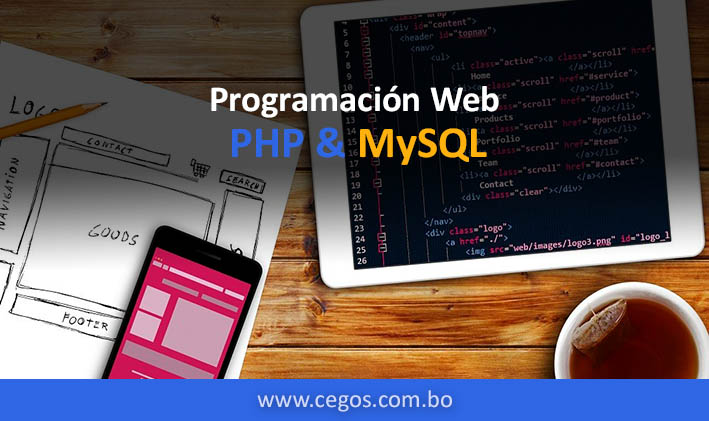 Programación Web
PHP & MySQL
LOGO
CONTACT
NAVIGATION
SEARCH
GOODS
FOOTER
<div id="content">
<header id="topnav">
<nav>
<ul>
<li class="active"><a class="scroll" href=
Home </a></li>
class="scroll" href="#service">
</a></li>
class="scroll" href="#product">
Products </a></li>
class="scroll" href="#portfolio">
Portfolio </a></li>
class="scroll" href="#team">
Team </a></li>
<li><a class="scroll" href="#contact">
Contact </a></li>
<div class="clear"></div>
</ul>
</nav>
<div class="logo">
<a href="./">
<img src="web/images/logo3.png" id="logo_l
www.cegos.com.bo